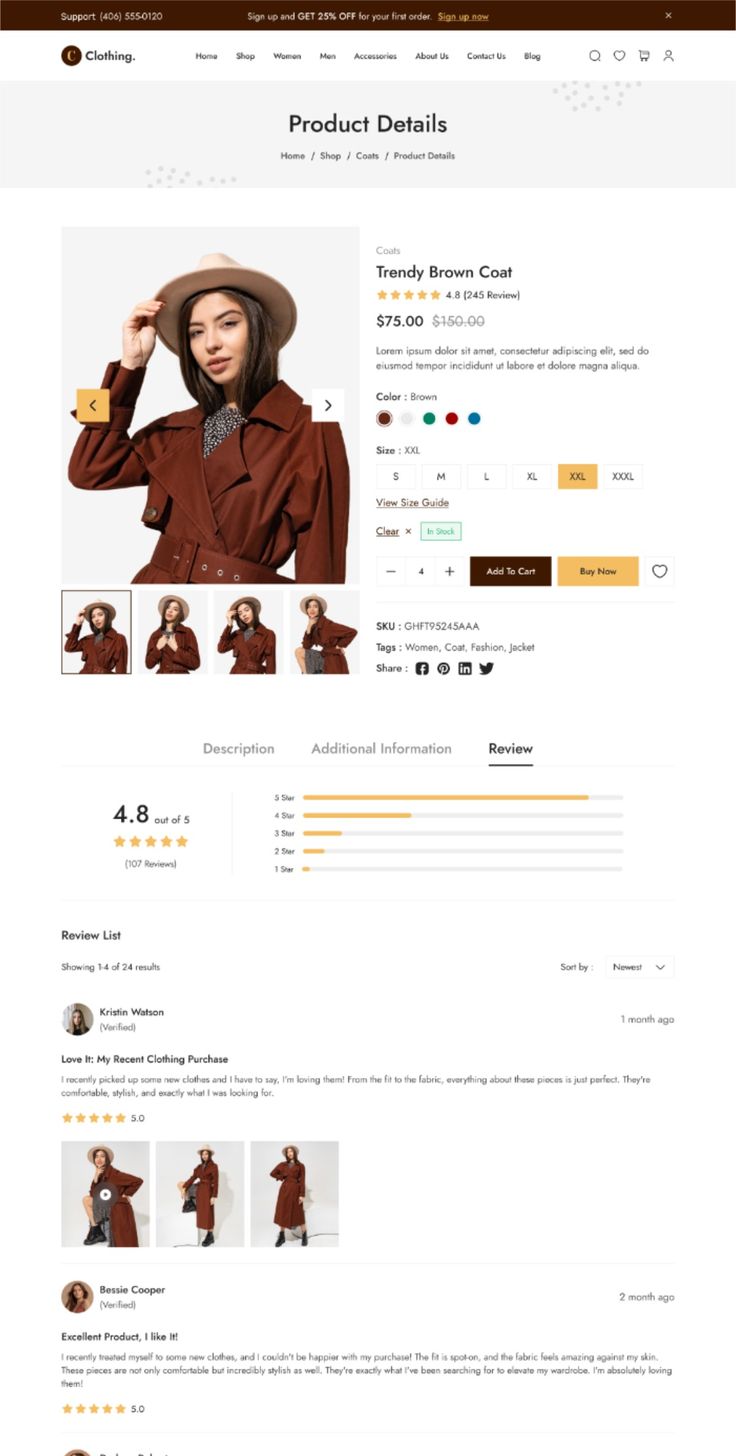 Support (406) 555-0120
Sign up and GET 25% OFF for your first order. Sign up now
C Clothing.
Home Shop Women Men Accessories About Us Contact Us Blog
Product Details
Home / Shop / Coats / Product Details
Coats
Trendy Brown Coat
4.8 (245 Review)
$75.00 $150.00
Lorem ipsum dolor sit amet, consectetur adipiscing elit, sed do
eiusmod tempor incididunt ut labore et dolore magna aliqua.
Color : Brown
Size : XXL
S M L XL XXL XXXL
View Size Guide
Clear × In Stock
− 4 + Add To Cart Buy Now
SKU : GHFT95245AAA
Tags : Women, Coat, Fashion, Jacket
Share :
Description Additional Information Review
4.8 out of 5
(107 Reviews)
5 Star
4 Star
3 Star
2 Star
1 Star
Review List
Showing 1-4 of 24 results
Sort by : Newest
Kristin Watson
(Verified)
1 month ago
Love It: My Recent Clothing Purchase
I recently picked up some new clothes and I have to say, I'm loving them! From the fit to the fabric, everything about these pieces is just perfect. They're
comfortable, stylish, and exactly what I was looking for.
5.0
Bessie Cooper
(Verified)
2 month ago
Excellent Product, I like It!
I recently treated myself to some new clothes, and I couldn't be happier with my purchase! The fit is spot-on, and the fabric feels amazing against my skin.
These pieces are not only comfortable but incredibly stylish as well. They're exactly what I've been searching for to elevate my wardrobe. I'm absolutely loving
them!
5.0